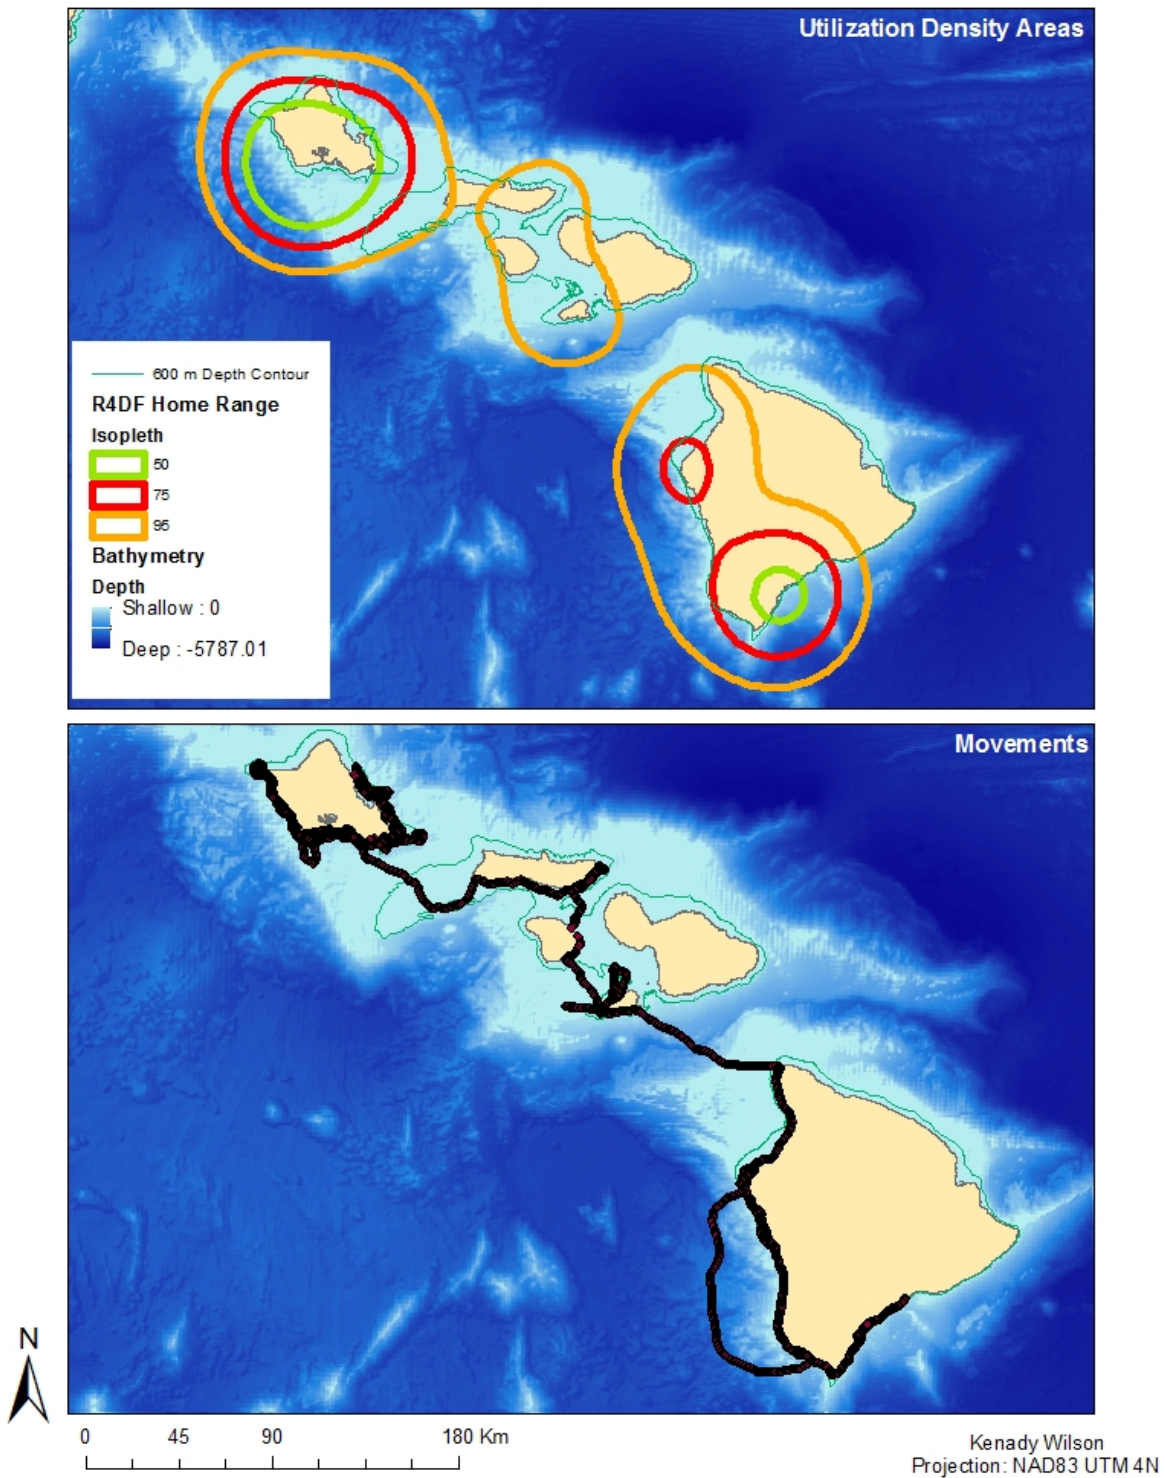 Utilization Density Areas
600 m Depth Contour
R4DF Home Range
Isopleth
50
75
95
Bathymetry
Depth
Shallow : 0
Deep : -5787.01
Movements
N
0 45 90 180 Km
Kenady Wilson
Projection: NAD83 UTM 4N